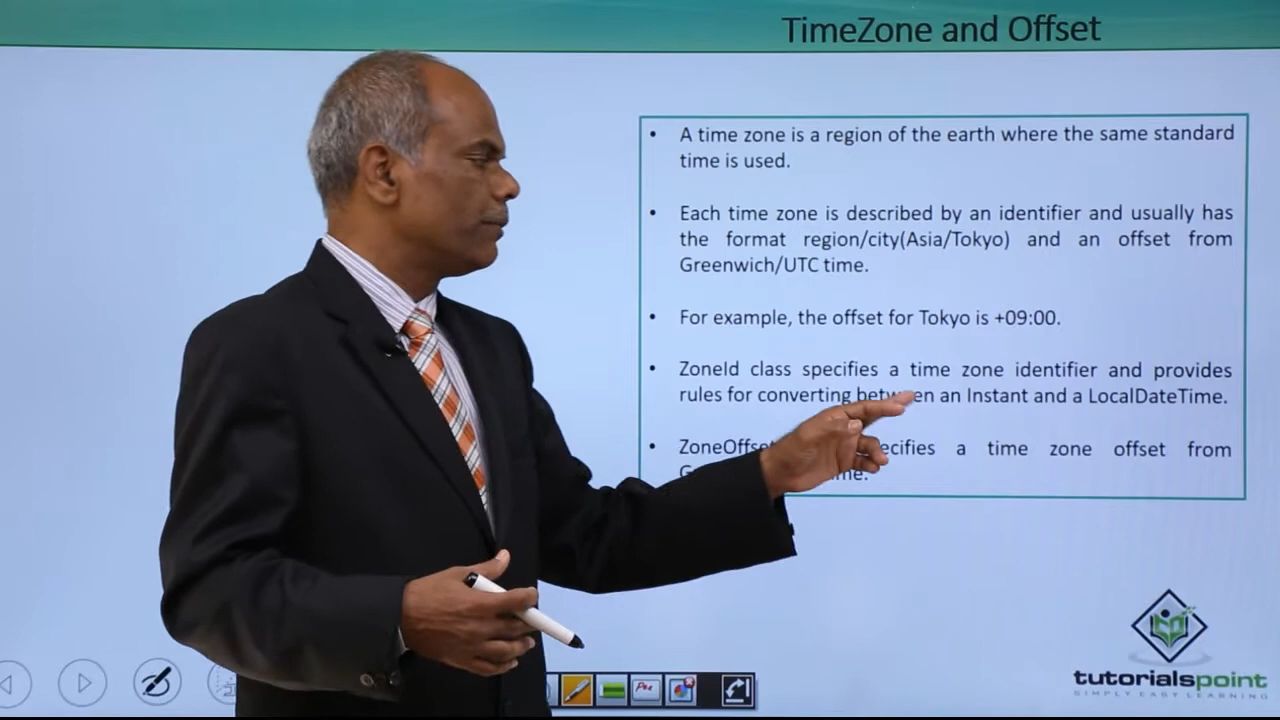 TimeZone and Offset
• A time zone is a region of the earth where the same standard
time is used.
• Each time zone is described by an identifier and usually has
the format region/city(Asia/Tokyo) and an offset from
Greenwich/UTC time.
• For example, the offset for Tokyo is +09:00.
• ZoneId class specifies a time zone identifier and provides
rules for converting between an Instant and a LocalDateTime.
• ZoneOffset ecifies a time zone offset from
tutorialspoint
SIMPLY EASY LEARNING